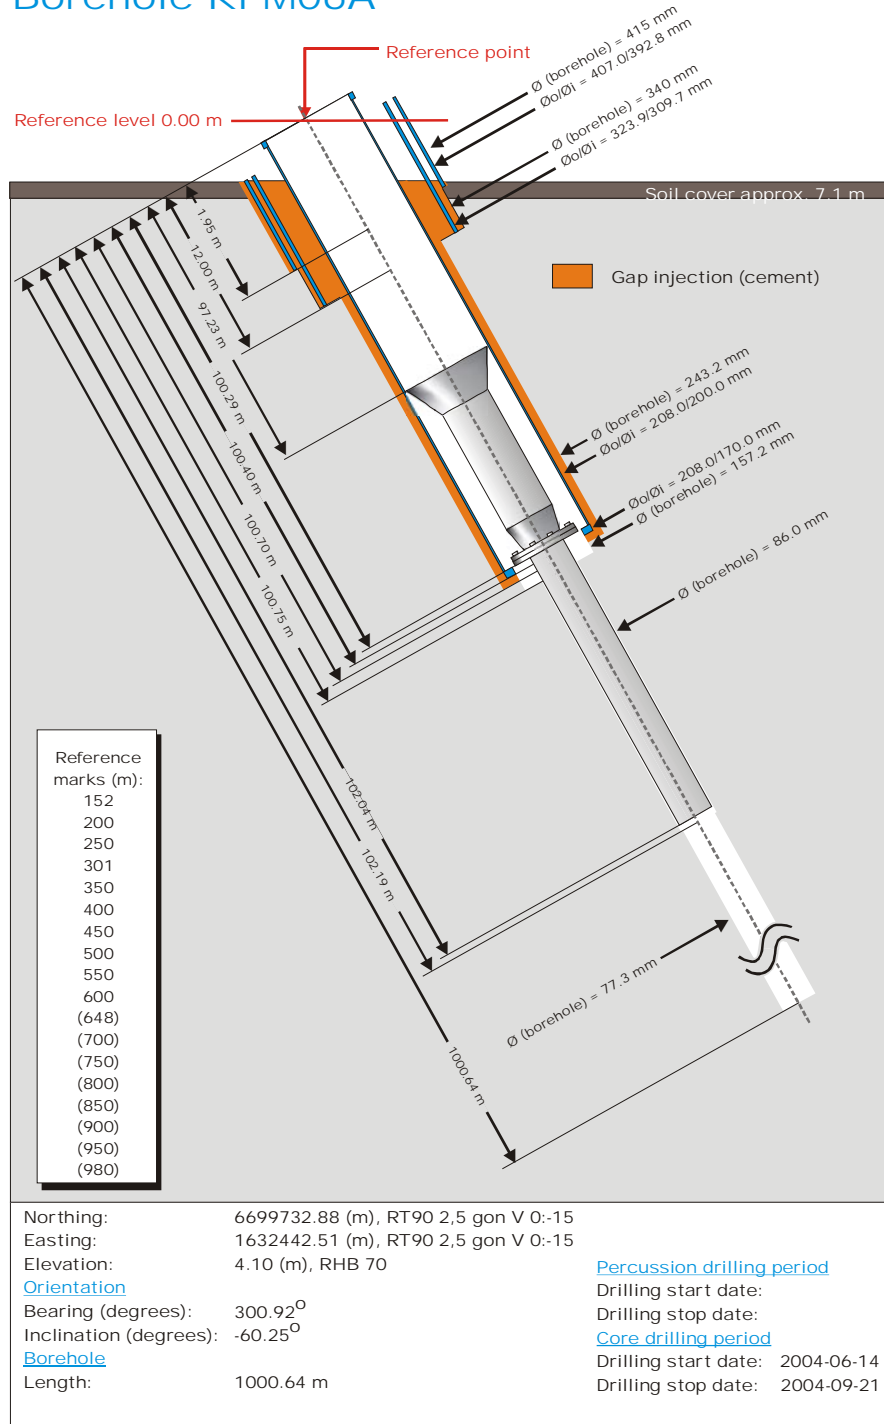 Borehole KFM06A
Reference point
Reference level 0.00 m
Ø (borehole) = 415 mm
Øo/Øi = 407.0/392.8 mm
Ø (borehole) = 340 mm
Øo/Øi = 323.9/309.7 mm
Soil cover approx. 7.1 m
Gap injection (cement)
1.95 m
12.00 m
97.23 m
100.29 m
100.40 m
100.70 m
100.75 m
Ø (borehole) = 243.2 mm
Øo/Øi = 208.0/200.0 mm
Øo/Øi = 208.0/170.0 mm
Ø (borehole) = 157.2 mm
Ø (borehole) = 86.0 mm
102.04 m
102.19 m
Ø (borehole) = 77.3 mm
1000.64 m
Reference
marks (m):
152
200
250
301
350
400
450
500
550
600
(648)
(700)
(750)
(800)
(850)
(900)
(950)
(980)
Northing: 6699732.88 (m), RT90 2,5 gon V 0:-15
Easting: 1632442.51 (m), RT90 2,5 gon V 0:-15
Elevation: 4.10 (m), RHB 70
Orientation
Bearing (degrees): 300.92°
Inclination (degrees): -60.25°
Borehole
Length: 1000.64 m
Percussion drilling period
Drilling start date:
Drilling stop date:
Core drilling period
Drilling start date: 2004-06-14
Drilling stop date: 2004-09-21